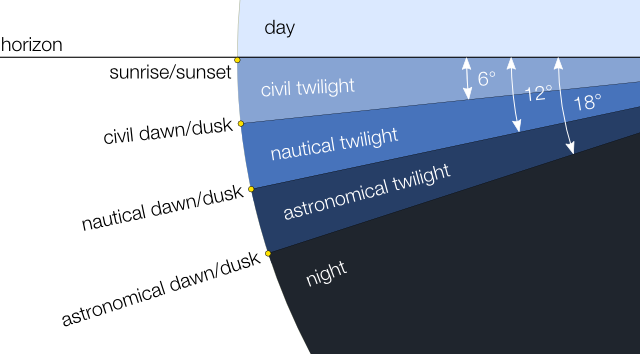 day
horizon
sunrise/sunset
civil twilight
6°
12°
18°
civil dawn/dusk
nautical twilight
nautical dawn/dusk
astronomical twilight
astronomical dawn/dusk
night